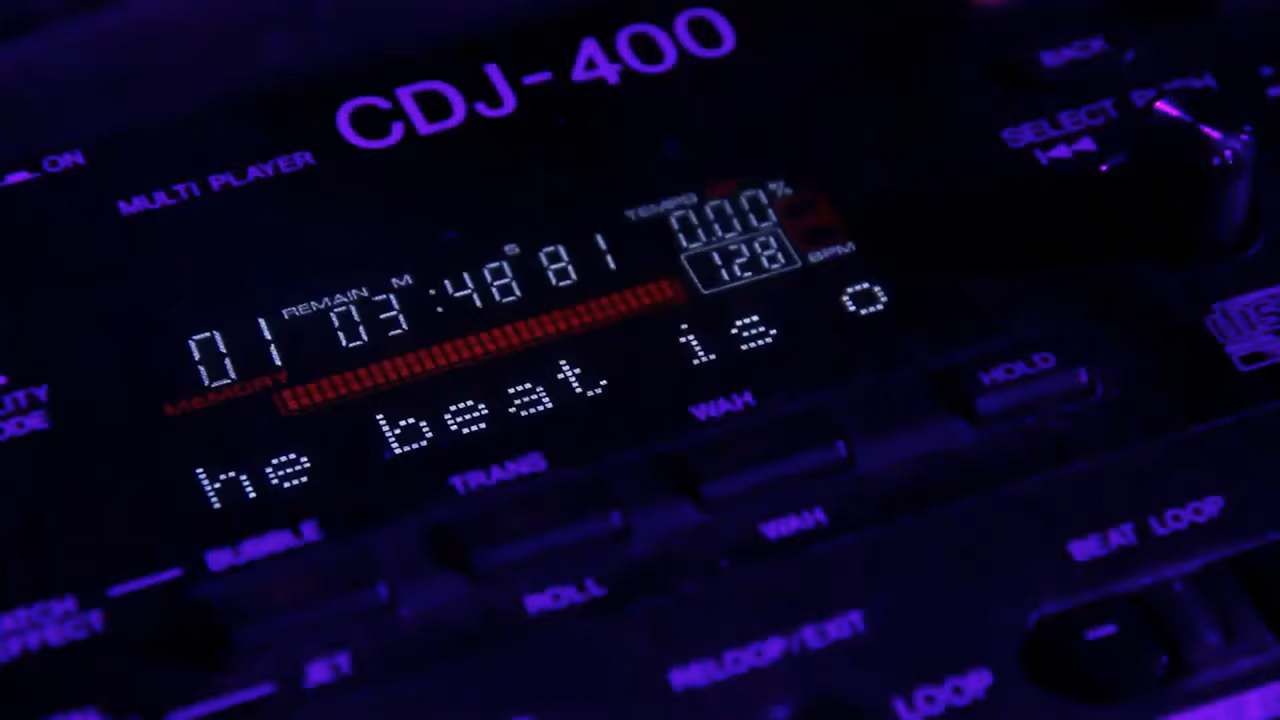 CDJ-400
BACK
SELECT PUSH
ON
MULTI PLAYER
TEMPO 0.00%
128 BPM
01 REMAIN 03 M :48 S 81
MEMORY
he beat is o
HOLD
WAH
TRANS
BUBBLE
WAH
BEAT LOOP
ROLL
JET
RELOOP/EXIT
LOOP